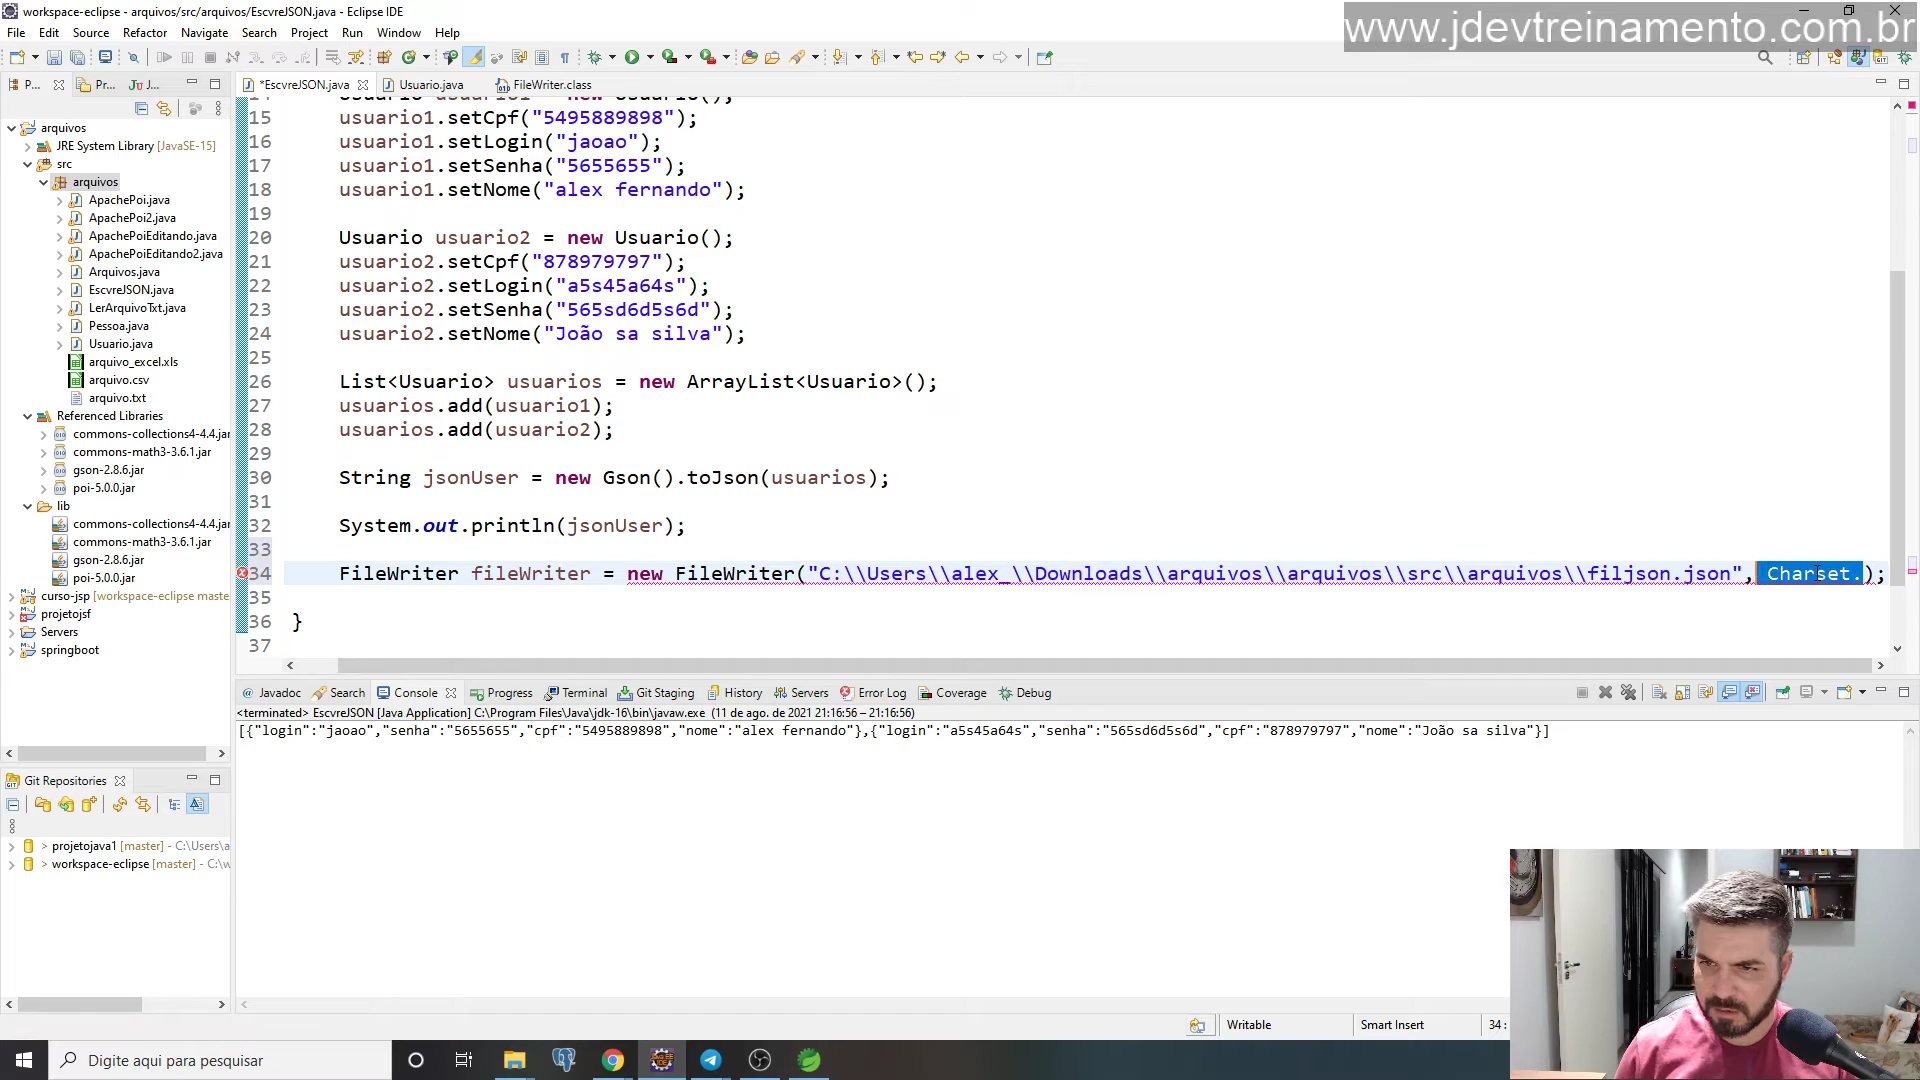 workspace-eclipse - arquivos/src/arquivos/EscvreJSON.java - Eclipse IDE
www.jdevtreinamento.com.br
File Edit Source Refactor Navigate Search Project Run Window Help
P... Pr... Ju J...
*EscvreJSON.java Usuario.java FileWriter.class
arquivos
JRE System Library [JavaSE-15]
src
arquivos
ApachePoi.java
ApachePoi2.java
ApachePoiEditando.java
ApachePoiEditando2.java
Arquivos.java
EscvreJSON.java
LerArquivoTxt.java
Pessoa.java
Usuario.java
arquivo_excel.xls
arquivo.csv
arquivo.txt
Referenced Libraries
commons-collections4-4.4.jar
commons-math3-3.6.1.jar
gson-2.8.6.jar
poi-5.0.0.jar
lib
commons-collections4-4.4.jar
commons-math3-3.6.1.jar
gson-2.8.6.jar
poi-5.0.0.jar
curso-jsp [workspace-eclipse maste
projetojsf
Servers
springboot
15 usuario1.setCpf("5495889898");
16 usuario1.setLogin("jaoao");
17 usuario1.setSenha("5655655");
18 usuario1.setNome("alex fernando");
19
20 Usuario usuario2 = new Usuario();
21 usuario2.setCpf("878979797");
22 usuario2.setLogin("a5s45a64s");
23 usuario2.setSenha("565sd6d5s6d");
24 usuario2.setNome("João sa silva");
25
26 List<Usuario> usuarios = new ArrayList<Usuario>();
27 usuarios.add(usuario1);
28 usuarios.add(usuario2);
29
30 String jsonUser = new Gson().toJson(usuarios);
31
32 System.out.println(jsonUser);
33
34 FileWriter fileWriter = new FileWriter("C:\\Users\\alex_\\Downloads\\arquivos\\arquivos\\src\\arquivos\\filjson.json", Charset.);
35
36 }
37
@ Javadoc Search Console Progress Terminal Git Staging History Servers Error Log Coverage Debug
<terminated> EscvreJSON [Java Application] C:\Program Files\Java\jdk-16\bin\javaw.exe (11 de ago. de 2021 21:16:56 – 21:16:56)
[{"login":"jaoao","senha":"5655655","cpf":"5495889898","nome":"alex fernando"},{"login":"a5s45a64s","senha":"565sd6d5s6d","cpf":"878979797","nome":"João sa silva"}]
Git Repositories
> projetojava1 [master] - C:\Users\a
> workspace-eclipse [master] - C:\w
Writable Smart Insert 34 :
Digite aqui para pesquisar